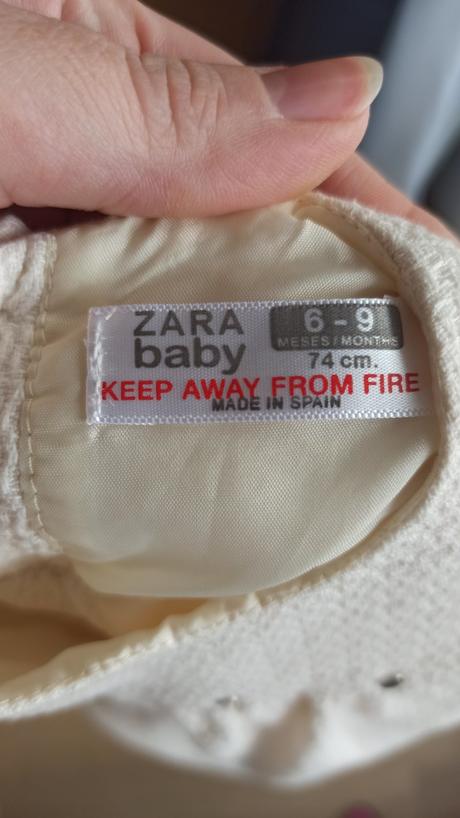 ZARA
baby
6 - 9
MESES / MONTHS
74 cm.
KEEP AWAY FROM FIRE
MADE IN SPAIN